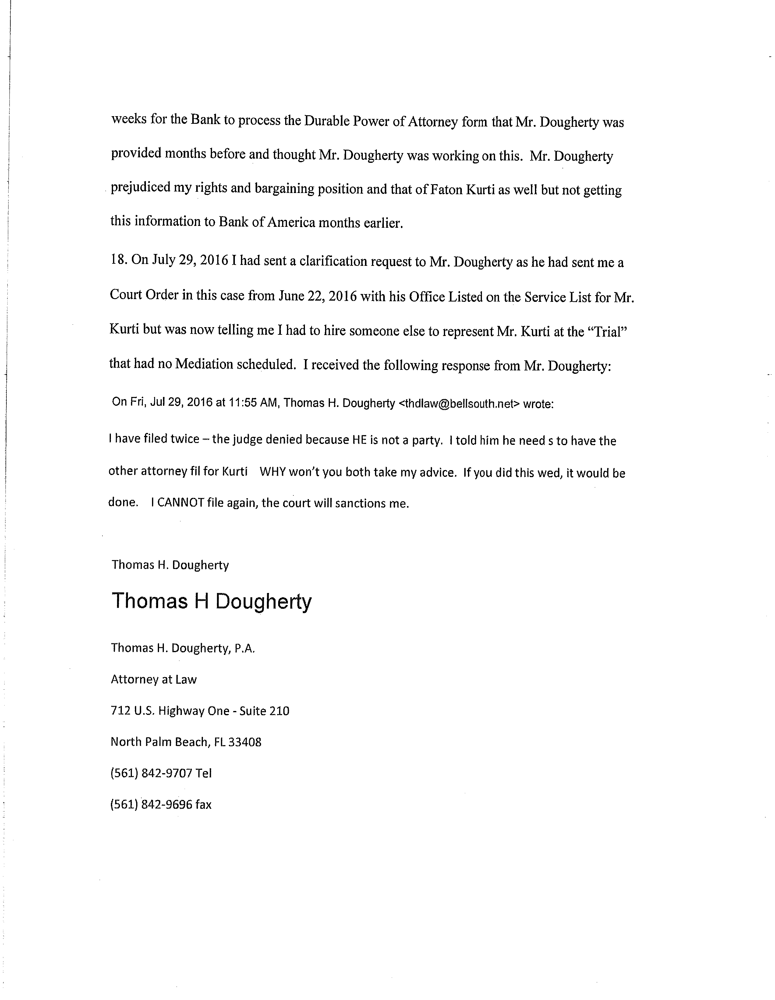 weeks for the Bank to process the Durable Power of Attorney form that Mr. Dougherty was
provided months before and thought Mr. Dougherty was working on this.  Mr. Dougherty
prejudiced my rights and bargaining position and that of Faton Kurti as well but not getting
this information to Bank of America months earlier.
18. On July 29, 2016 I had sent a clarification request to Mr. Dougherty as he had sent me a
Court Order in this case from June 22, 2016 with his Office Listed on the Service List for Mr.
Kurti but was now telling me I had to hire someone else to represent Mr. Kurti at the “Trial”
that had no Mediation scheduled.  I received the following response from Mr. Dougherty:
On Fri, Jul 29, 2016 at 11:55 AM, Thomas H. Dougherty <thdlaw@bellsouth.net> wrote:
I have filed twice – the judge denied because HE is not a party.  I told him he need s to have the
other attorney fil for Kurti    WHY won’t you both take my advice.  If you did this wed, it would be
done.    I CANNOT file again, the court will sanctions me.
Thomas H. Dougherty
Thomas H Dougherty
Thomas H. Dougherty, P.A.
Attorney at Law
712 U.S. Highway One - Suite 210
North Palm Beach, FL 33408
(561) 842-9707 Tel
(561) 842-9696 fax